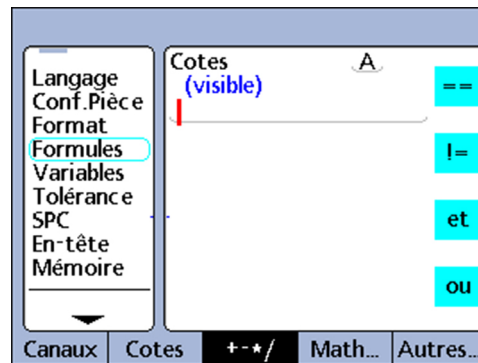 Langage
Conf.Pièce
Format
Formules
Variables
Tolérance
SPC
En-tête
Mémoire
Cotes A
(visible)
==
!=
et
ou
Canaux Cotes +-*/ Math... Autres...